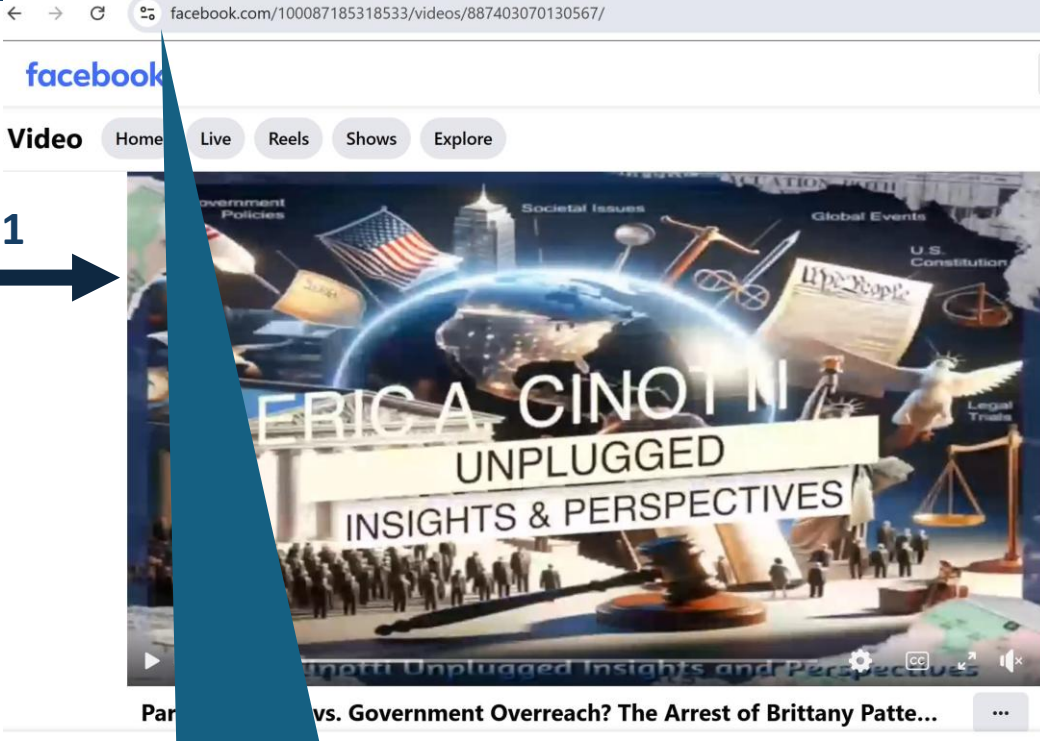 facebook.com/100087185318533/videos/887403070130567/
facebook
Video Home Live Reels Shows Explore
1
Policies
Societal Issues
Global Events
U.S.
Constitution
We the People
ERIC A. CINOTTI
UNPLUGGED
INSIGHTS & PERSPECTIVES
Legal
Trials
CC
Unplugged Insights and Perspectives
Par vs. Government Overreach? The Arrest of Brittany Patte...